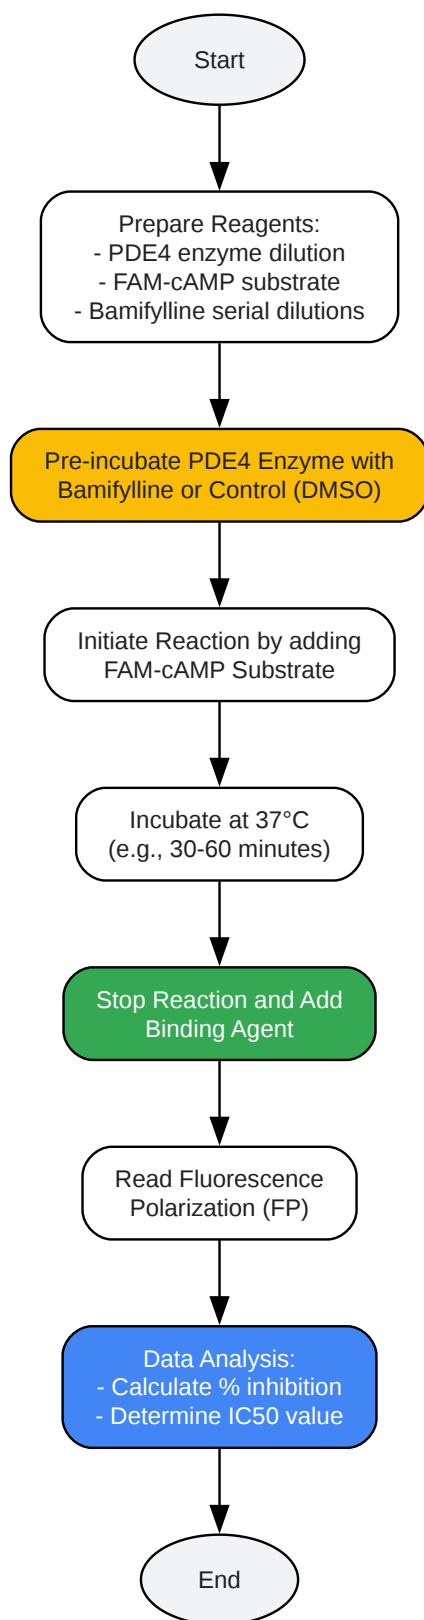 Start
Prepare Reagents:
- PDE4 enzyme dilution
- FAM-cAMP substrate
- Bamifylline serial dilutions
Pre-incubate PDE4 Enzyme with
Bamifylline or Control (DMSO)
Initiate Reaction by adding
FAM-cAMP Substrate
Incubate at 37°C
(e.g., 30-60 minutes)
Stop Reaction and Add
Binding Agent
Read Fluorescence
Polarization (FP)
Data Analysis:
- Calculate % inhibition
- Determine IC50 value
End